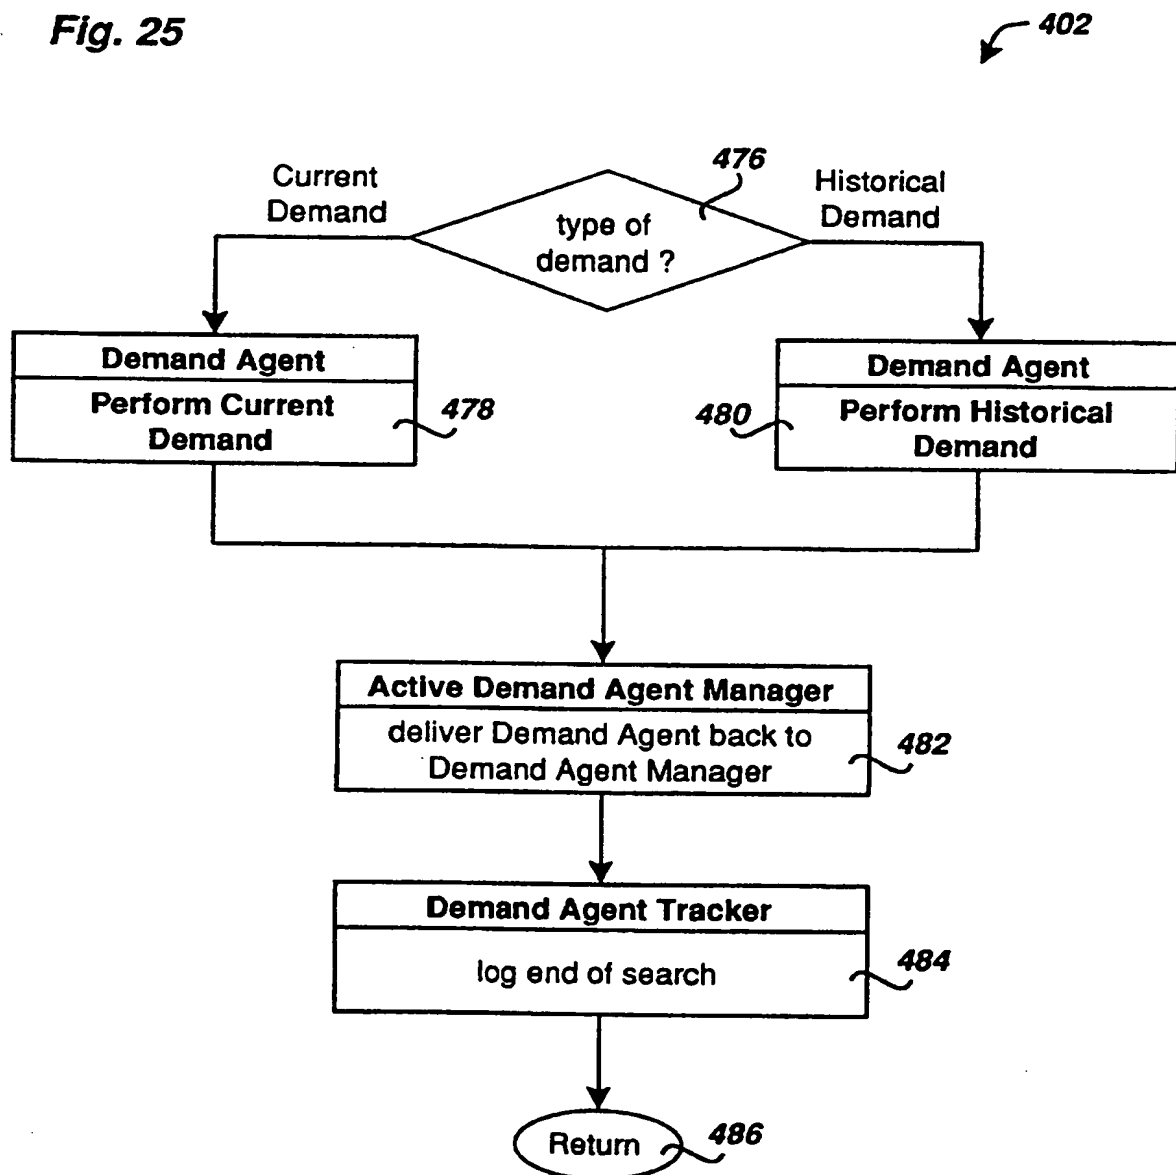 Fig. 25
402
476
Current
Demand
Historical
Demand
type of
demand ?
Demand Agent
Perform Current
Demand
478
Demand Agent
Perform Historical
Demand
480
Active Demand Agent Manager
deliver Demand Agent back to
Demand Agent Manager
482
Demand Agent Tracker
log end of search
484
Return
486